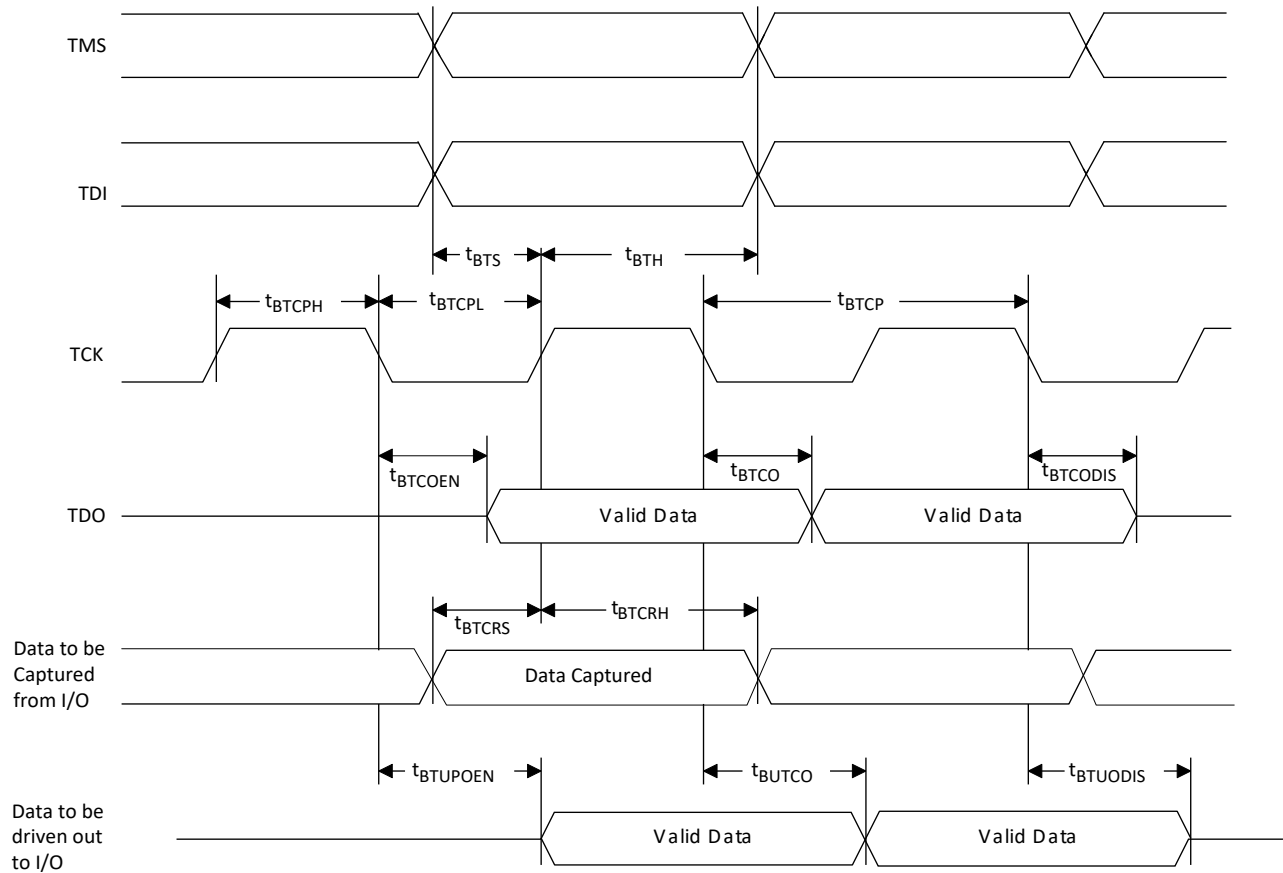 TMS
TDI
tBTS
tBTH
tBTCPH
tBTCPL
tBTCP
TCK
tBTCOEN
tBTCO
tBTCODIS
TDO
Valid Data
Valid Data
tBTCRS
tBTCRH
Data to be
Captured
from I/O
Data Captured
tBTUPOEN
tBUTCO
tBTUODIS
Data to be
driven out
to I/O
Valid Data
Valid Data